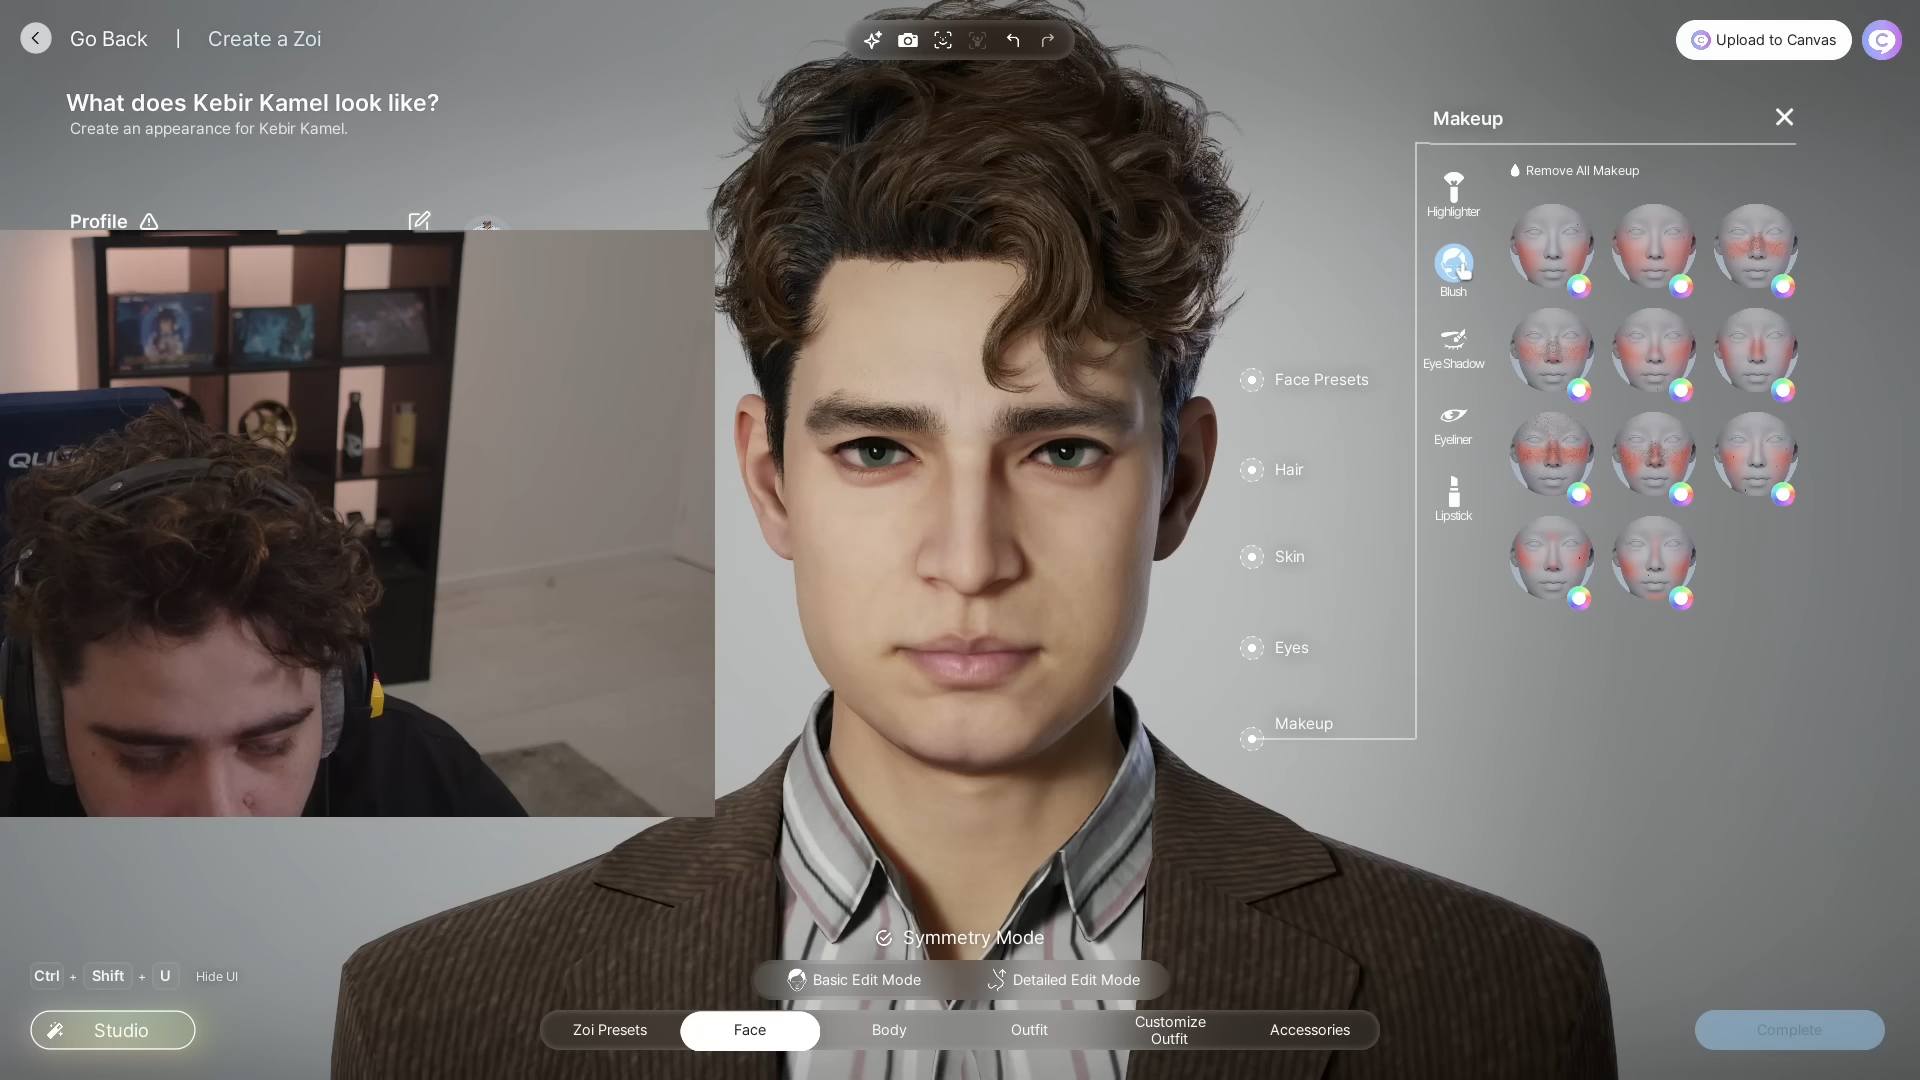 Go Back | Create a Zoi
Upload to Canvas
What does Kebir Kamel look like?
Create an appearance for Kebir Kamel.
Profile
Makeup
Remove All Makeup
Highlighter
Blush
Eye Shadow
Eyeliner
Lipstick
Face Presets
Hair
Skin
Eyes
Makeup
Symmetry Mode
Basic Edit Mode
Detailed Edit Mode
Ctrl + Shift + U Hide UI
Studio
Zoi Presets
Face
Body
Outfit
Customize
Outfit
Accessories
Complete